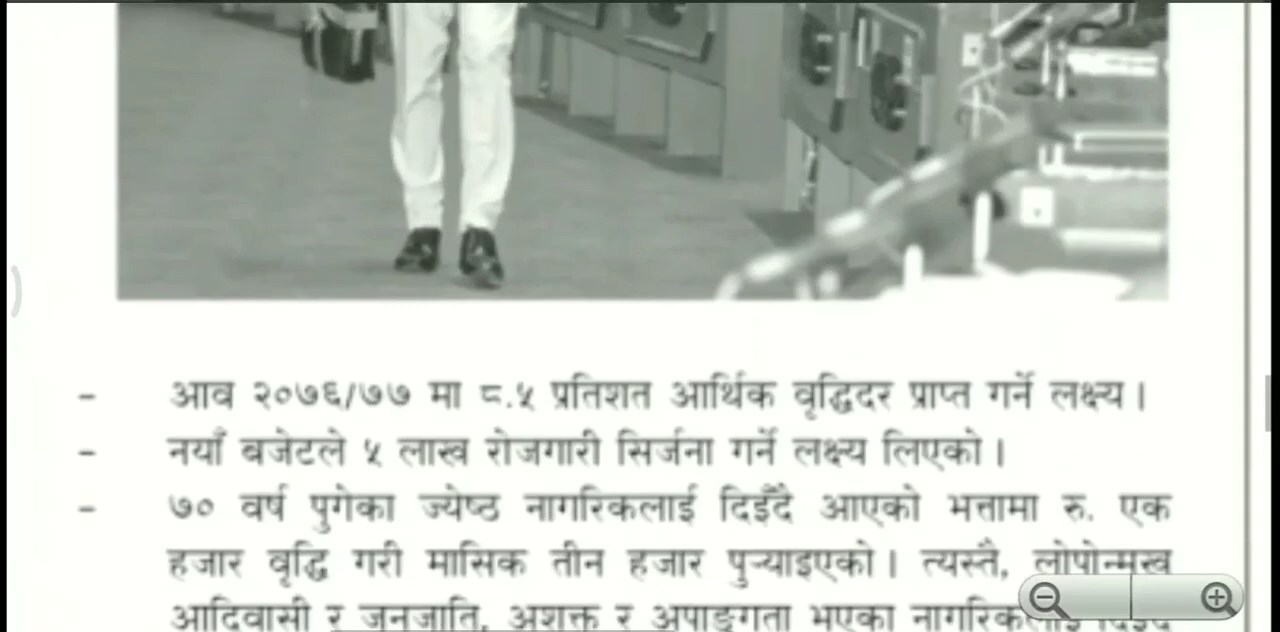 - आव २०७६/७७ मा ८.५ प्रतिशत आर्थिक वृद्धिदर प्राप्त गर्ने लक्ष्य ।
- नयाँ बजेटले ५ लाख रोजगारी सिर्जना गर्ने लक्ष्य लिएको ।
- ७० वर्ष पुगेका ज्येष्ठ नागरिकलाई दिइँदै आएको भत्तामा रु. एक
हजार वृद्धि गरी मासिक तीन हजार पुऱ्याइएको । त्यस्तै, लोपोन्मुख
आदिवासी र जनजाति, अशक्त र अपाङ्गता भएका